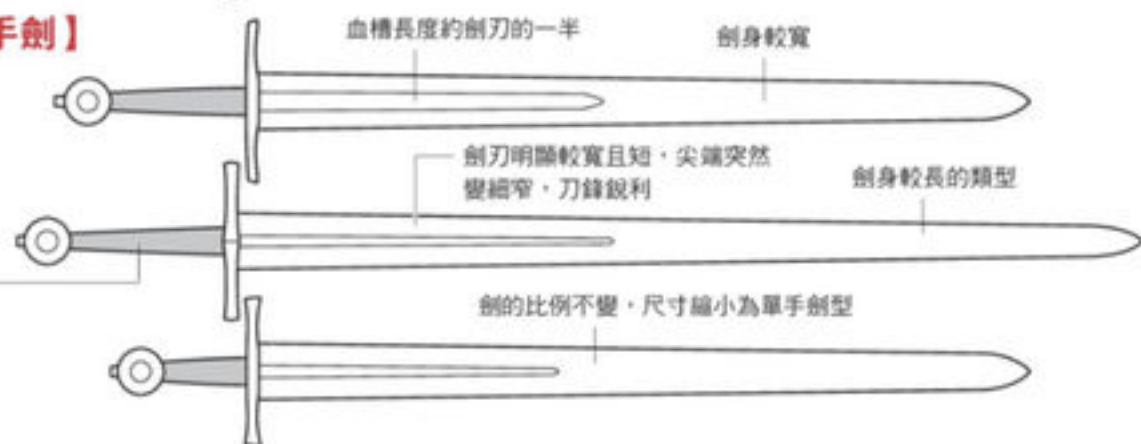 手劍】
血槽長度約劍刃的一半
劍身較寬
劍刃明顯較寬且短，尖端突然
變細窄，刀鋒銳利
劍身較長的類型
劍的比例不變，尺寸縮小為單手劍型